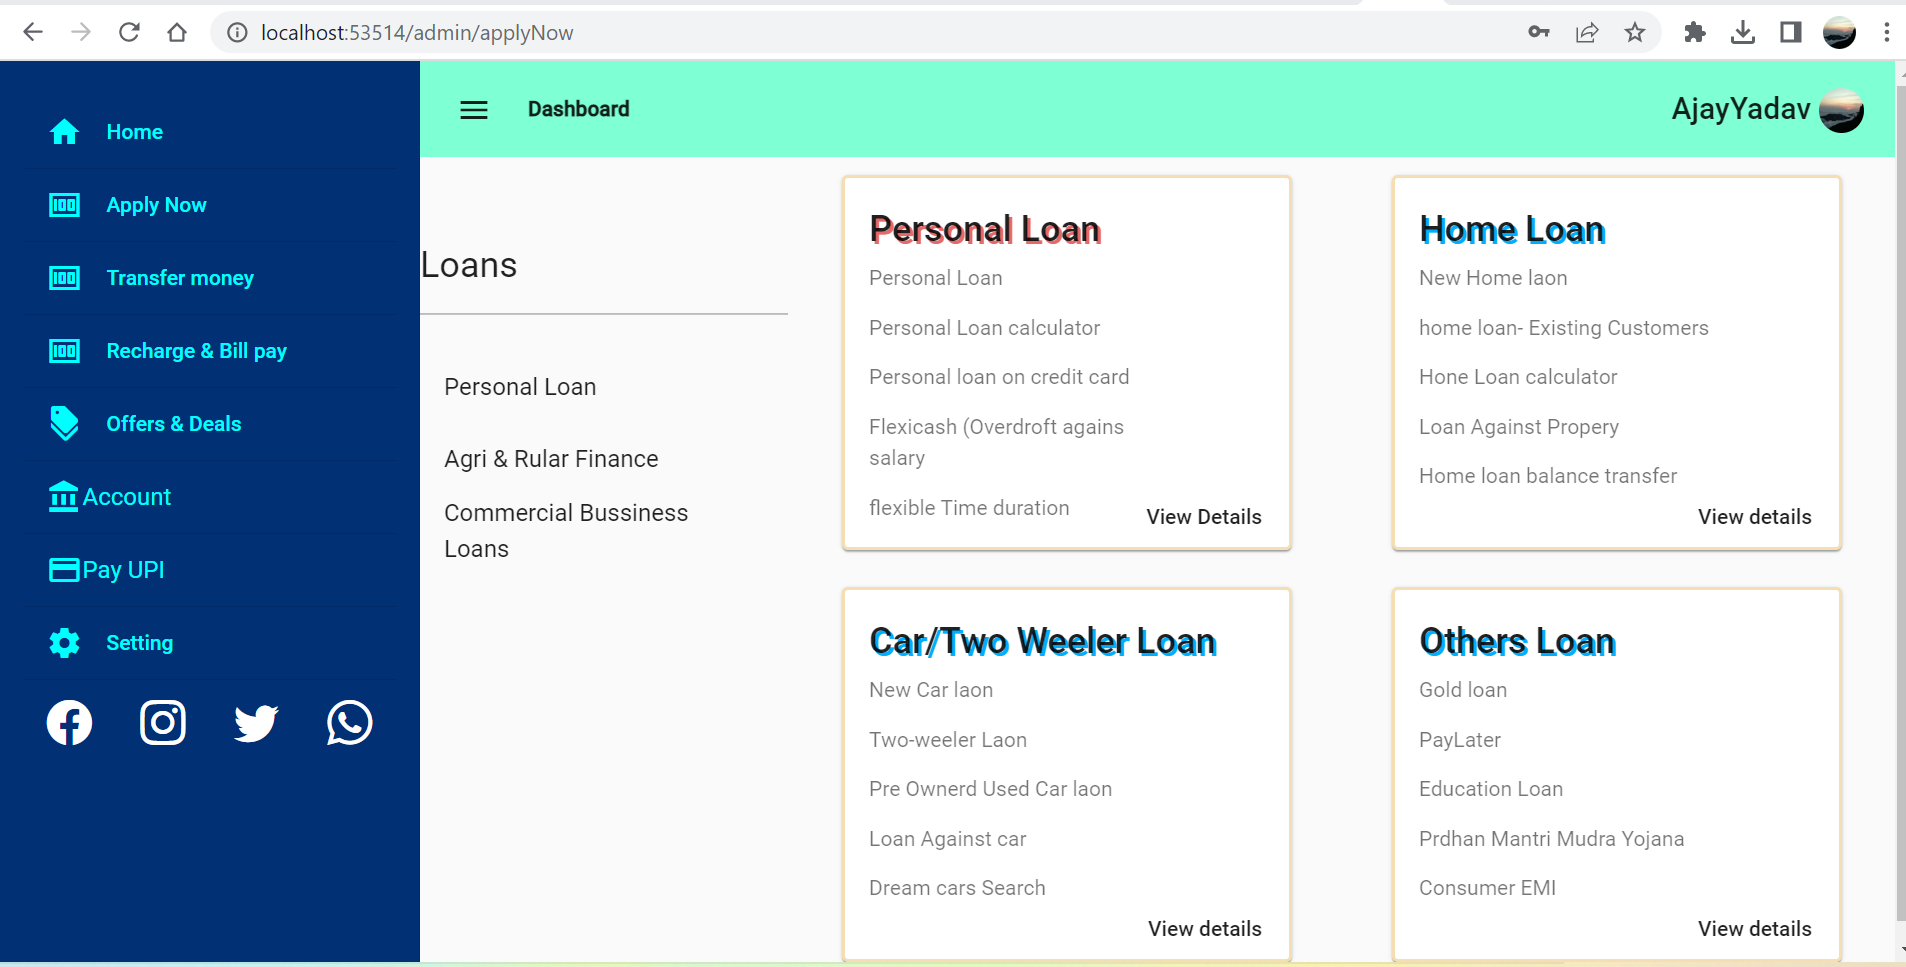 localhost:53514/admin/applyNow
Home
Apply Now
Transfer money
Recharge & Bill pay
Offers & Deals
Account
Pay UPI
Setting
Dashboard
AjayYadav
Loans
Personal Loan
Agri & Rular Finance
Commercial Bussiness
Loans
Personal Loan
Personal Loan
Personal Loan calculator
Personal loan on credit card
Flexicash (Overdroft agains
salary
flexible Time duration
View Details
Home Loan
New Home laon
home loan- Existing Customers
Hone Loan calculator
Loan Against Propery
Home loan balance transfer
View details
Car/Two Weeler Loan
New Car laon
Two-weeler Laon
Pre Ownerd Used Car laon
Loan Against car
Dream cars Search
View details
Others Loan
Gold loan
PayLater
Education Loan
Prdhan Mantri Mudra Yojana
Consumer EMI
View details